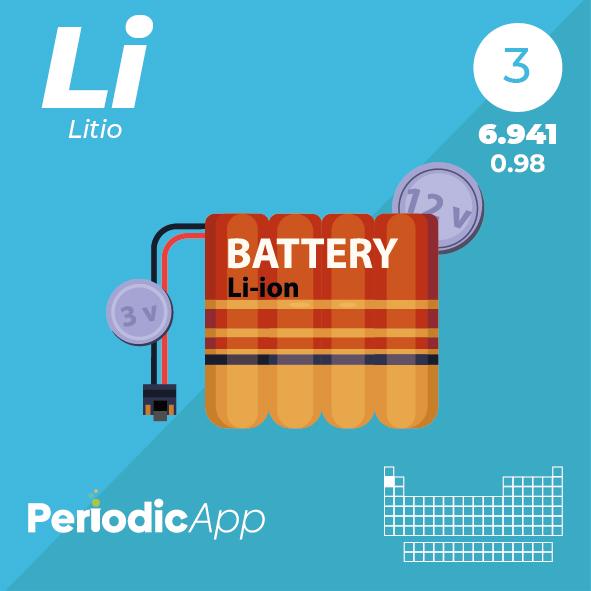 Li
Litio
3
6.941
0.98
12 v
BATTERY
Li-ion
3 v
PeriodicApp